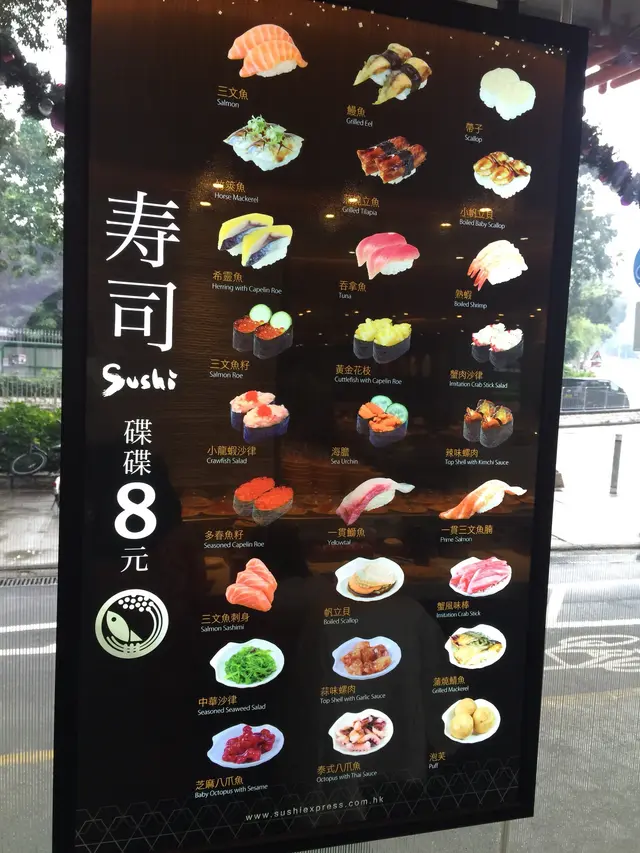 寿司
Sushi
碟碟
8
元
三文魚
Salmon
鰻魚
Grilled Eel
帶子
Scallop
魚
Horse Mackerel
立魚
Grilled Tilapia
小帆立貝
Boiled Baby Scallop
希靈魚
Herring with Capelin Roe
吞拿魚
Tuna
熟蝦
Boiled Shrimp
三文魚籽
Salmon Roe
黃金花枝
Cuttlefish with Capelin Roe
蟹肉沙律
Imitation Crab Stick Salad
小龍蝦沙律
Crawfish Salad
海膽
Sea Urchin
辣味螺肉
Top Shell with Kimchi Sauce
多春魚籽
Seasoned Capelin Roe
一貫鰤魚
Yellowtail
一貫三文魚腩
Prime Salmon
三文魚刺身
Salmon Sashimi
帆立貝
Boiled Scallop
蟹風味棒
Imitation Crab Stick
中華沙律
Seasoned Seaweed Salad
蒜味螺肉
Top Shell with Garlic Sauce
蒲燒鯖魚
Grilled Mackerel
芝麻八爪魚
Baby Octopus with Sesame
泰式八爪魚
Octopus with Thai Sauce
泡芙
Puff
www.sushiexpress.com.hk